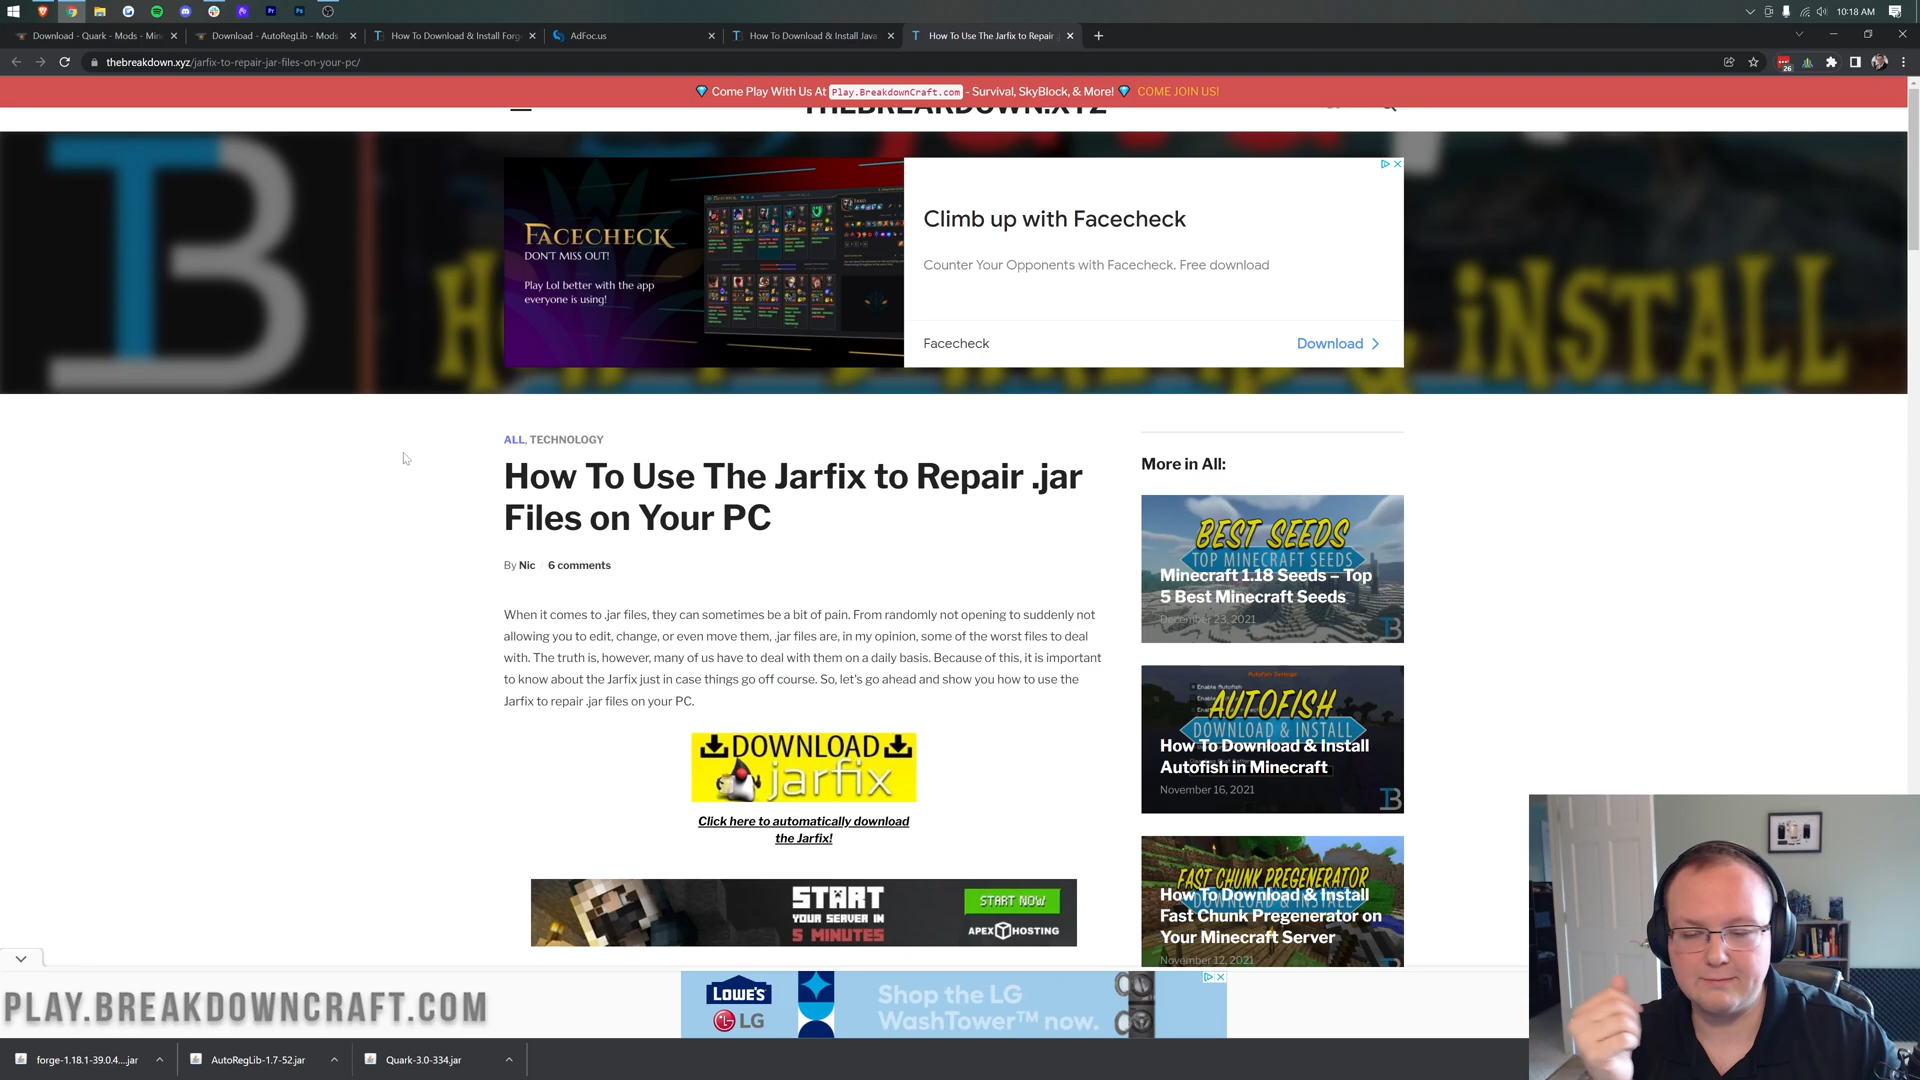 10:18 AM
Download - Quark - Mods - Min
Download - AutoRegLib - Mods
How To Download & Install Forg
AdFoc.us
How To Download & Install Java
How To Use The Jarfix to Repair
thebreakdown.xyz/jarfix-to-repair-jar-files-on-your-pc/
26
Come Play With Us At Play.BreakdownCraft.com - Survival, SkyBlock, & More! COME JOIN US!
THEBREAKDOWN.XYZ
FACECHECK
DON'T MISS OUT!
Play Lol better with the app
everyone is using!
Climb up with Facecheck
Counter Your Opponents with Facecheck. Free download
Facecheck
Download
INSTALL
ALL, TECHNOLOGY
How To Use The Jarfix to Repair .jar
Files on Your PC
By Nic / 6 comments
When it comes to .jar files, they can sometimes be a bit of pain. From randomly not opening to suddenly not
allowing you to edit, change, or even move them, .jar files are, in my opinion, some of the worst files to deal
with. The truth is, however, many of us have to deal with them on a daily basis. Because of this, it is important
to know about the Jarfix just in case things go off course. So, let's go ahead and show you how to use the
Jarfix to repair .jar files on your PC.
DOWNLOAD
jarfix
Click here to automatically download
the Jarfix!
START
YOUR SERVER IN
5 MINUTES
START NOW
APEX HOSTING
More in All:
BEST SEEDS
TOP MINECRAFT SEEDS
Minecraft 1.18 Seeds – Top
5 Best Minecraft Seeds
December 23, 2021
AUTOFISH
DOWNLOAD & INSTALL
How To Download & Install
Autofish in Minecraft
November 16, 2021
FAST CHUNK PREGENERATOR
How To Download & Install
Fast Chunk Pregenerator on
Your Minecraft Server
November 12, 2021
PLAY.BREAKDOWNCRAFT.COM
LOWE'S
LG
Shop the LG
WashTower™ now.
forge-1.18.1-39.0.4....jar
AutoRegLib-1.7-52.jar
Quark-3.0-334.jar